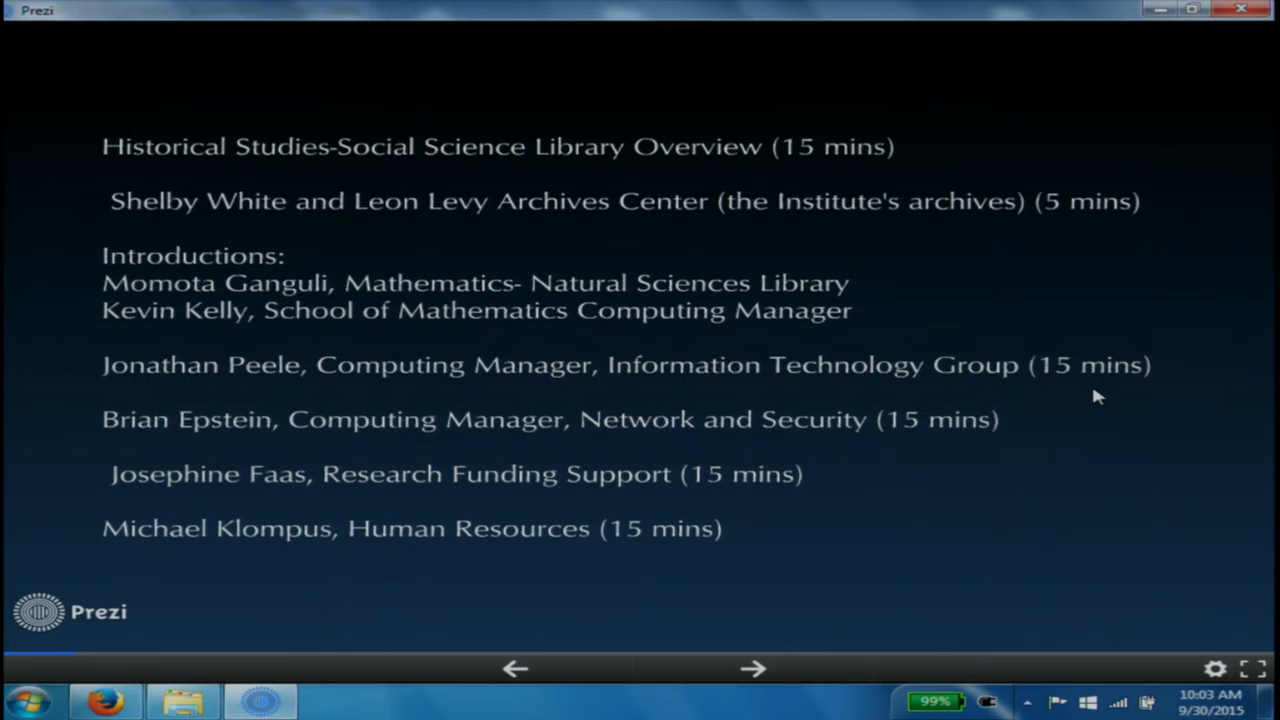 Prezi
Historical Studies-Social Science Library Overview (15 mins)
Shelby White and Leon Levy Archives Center (the Institute's archives) (5 mins)
Introductions:
Momota Ganguli, Mathematics- Natural Sciences Library
Kevin Kelly, School of Mathematics Computing Manager
Jonathan Peele, Computing Manager, Information Technology Group (15 mins)
Brian Epstein, Computing Manager, Network and Security (15 mins)
Josephine Faas, Research Funding Support (15 mins)
Michael Klompus, Human Resources (15 mins)
Prezi
99%
10:03 AM
9/30/2015